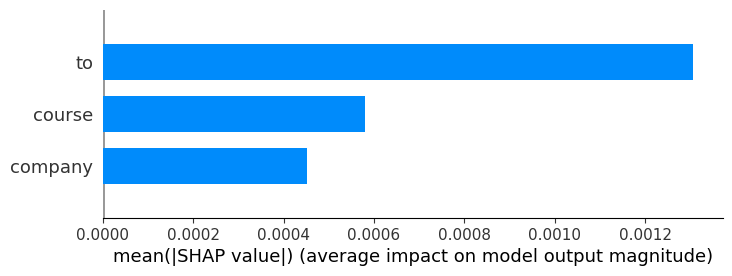 to
course
company
0.0000 0.0002 0.0004 0.0006 0.0008 0.0010 0.0012
mean(|SHAP value|) (average impact on model output magnitude)